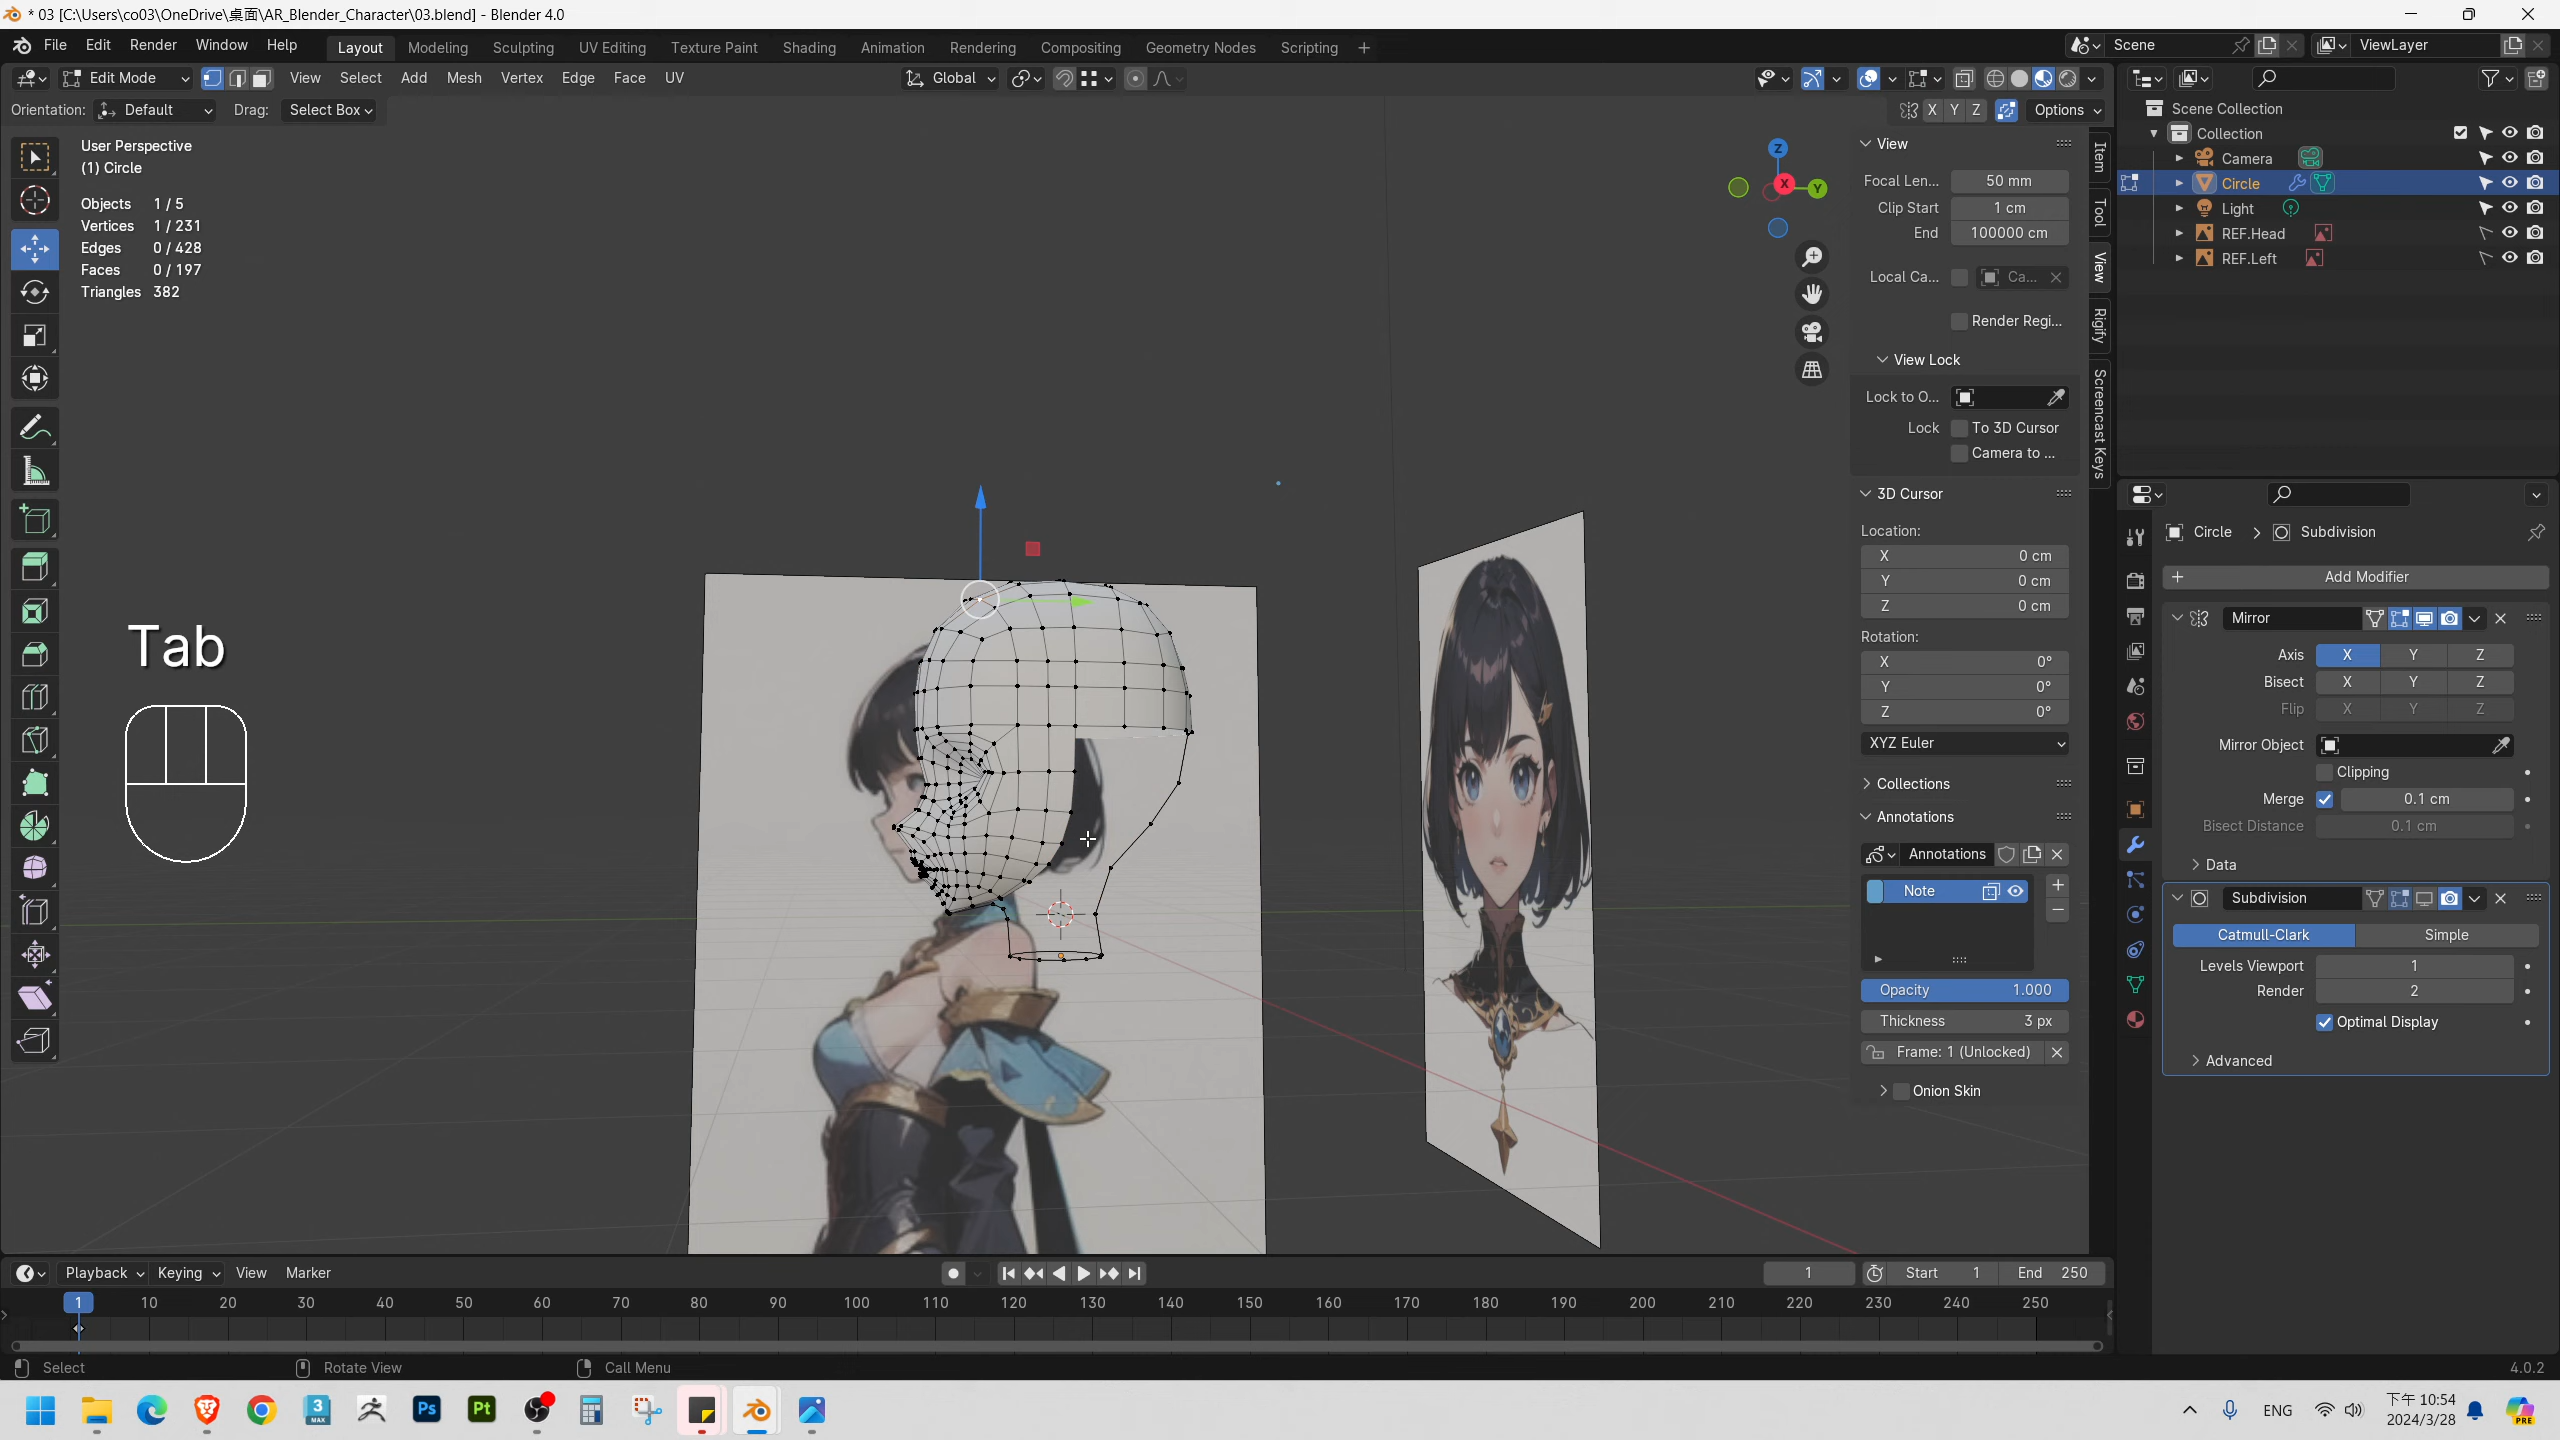 * 03 [C:\Users\co03\OneDrive\桌面\AR_Blender_Character\03.blend] - Blender 4.0
File Edit Render Window Help Layout Modeling Sculpting UV Editing Texture Paint Shading Animation Rendering Compositing Geometry Nodes Scripting + Scene ViewLayer
Edit Mode View Select Add Mesh Vertex Edge Face UV Global
Orientation: Default Drag: Select Box X Y Z Options
User Perspective
(1) Circle
Objects 1 / 5
Vertices 1 / 231
Edges 0 / 428
Faces 0 / 197
Triangles 382
Z
X
Y
Tab
View
Focal Len... 50 mm
Clip Start 1 cm
End 100000 cm
Local Ca... Ca...
Render Regi...
View Lock
Lock to O...
Lock To 3D Cursor
Camera to ...
3D Cursor
Location:
X 0 cm
Y 0 cm
Z 0 cm
Rotation:
X 0°
Y 0°
Z 0°
XYZ Euler
Collections
Annotations
Annotations
Note
Opacity 1.000
Thickness 3 px
Frame: 1 (Unlocked)
Onion Skin
Item
Tool
View
Rigify
Screencast Keys
Scene Collection
Collection
Camera
Circle
Light
REF.Head
REF.Left
Circle > Subdivision
+ Add Modifier
Mirror
Axis X Y Z
Bisect X Y Z
Flip X Y Z
Mirror Object
Clipping
Merge 0.1 cm
Bisect Distance 0.1 cm
Data
Subdivision
Catmull-Clark Simple
Levels Viewport 1
Render 2
Optimal Display
Advanced
Playback Keying View Marker 1 Start 1 End 250
1 10 20 30 40 50 60 70 80 90 100 110 120 130 140 150 160 170 180 190 200 210 220 230 240 250
Select Rotate View Call Menu 4.0.2
3 MAX Ps Pt ENG 下午 10:54
2024/3/28
PRE